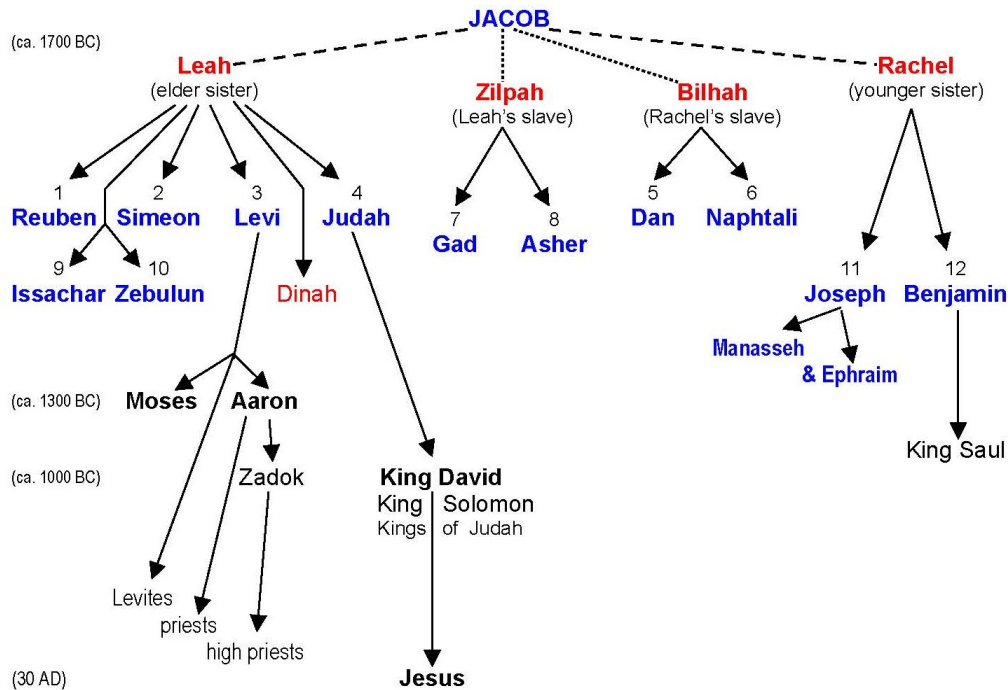 JACOB
(ca. 1700 BC)
Leah
(elder sister)
Zilpah
(Leah's slave)
Bilhah
(Rachel's slave)
Rachel
(younger sister)
1
Reuben
2
Simeon
3
Levi
4
Judah
7
Gad
8
Asher
5
Dan
6
Naphtali
9
Issachar
10
Zebulun
Dinah
11
Joseph
12
Benjamin
Manasseh
& Ephraim
(ca. 1300 BC)
Moses
Aaron
King Saul
(ca. 1000 BC)
Zadok
King David
King Solomon
Kings of Judah
Levites
priests
high priests
(30 AD)
Jesus